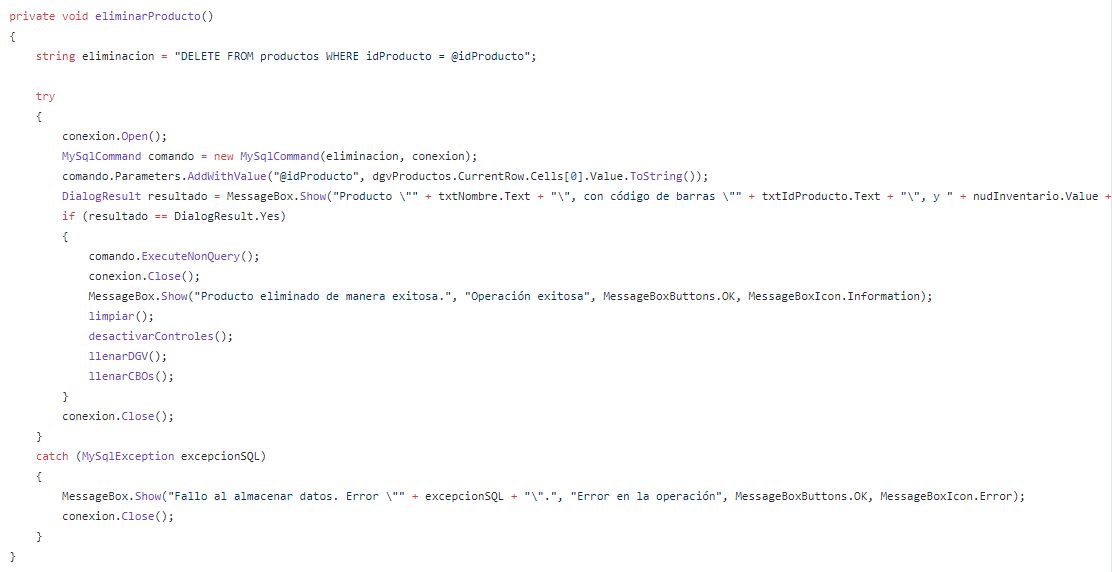 private void eliminarProducto()
{
    string eliminacion = "DELETE FROM productos WHERE idProducto = @idProducto";

    try
    {
        conexion.Open();
        MySqlCommand comando = new MySqlCommand(eliminacion, conexion);
        comando.Parameters.AddWithValue("@idProducto", dgvProductos.CurrentRow.Cells[0].Value.ToString());
        DialogResult resultado = MessageBox.Show("Producto \"" + txtNombre.Text + "\", con código de barras \"" + txtIdProducto.Text + "\", y " + nudInventario.Value +
        if (resultado == DialogResult.Yes)
        {
            comando.ExecuteNonQuery();
            conexion.Close();
            MessageBox.Show("Producto eliminado de manera exitosa.", "Operación exitosa", MessageBoxButtons.OK, MessageBoxIcon.Information);
            limpiar();
            desactivarControles();
            llenarDGV();
            llenarCBOs();
        }
        conexion.Close();
    }
    catch (MySqlException excepcionSQL)
    {
        MessageBox.Show("Fallo al almacenar datos. Error \"" + excepcionSQL + "\".", "Error en la operación", MessageBoxButtons.OK, MessageBoxIcon.Error);
        conexion.Close();
    }
}